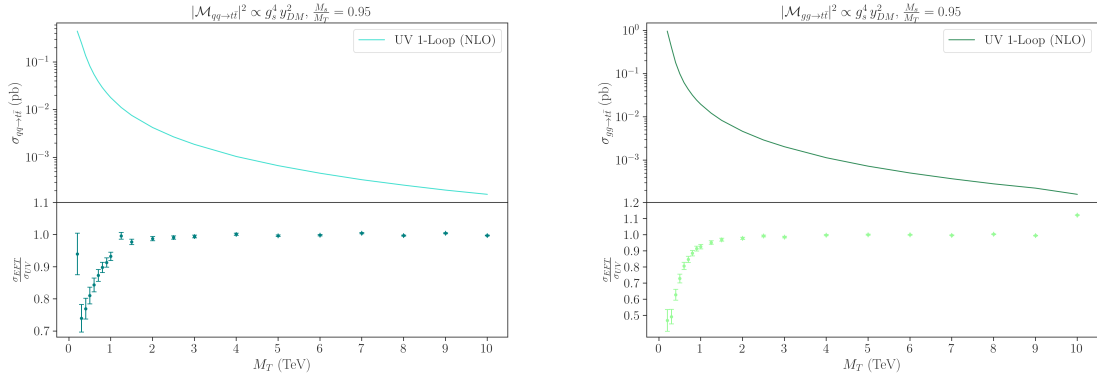 |ℳ_{qq→tt̄}|² ∝ g_s⁴ y²_{DM}, M_s/M_T = 0.95
UV 1-Loop (NLO)
σ_{qq→tt̄} (pb)
10⁻¹
10⁻²
10⁻³
1.1
1.0
0.9
0.8
0.7
σ_{EFT}/σ_{UV}
0 1 2 3 4 5 6 7 8 9 10
M_T (TeV)
|ℳ_{gg→tt̄}|² ∝ g_s⁴ y²_{DM}, M_s/M_T = 0.95
UV 1-Loop (NLO)
σ_{gg→tt̄} (pb)
10⁰
10⁻¹
10⁻²
10⁻³
1.2
1.1
1.0
0.9
0.8
0.7
0.6
0.5
σ_{EFT}/σ_{UV}
0 1 2 3 4 5 6 7 8 9 10
M_T (TeV)